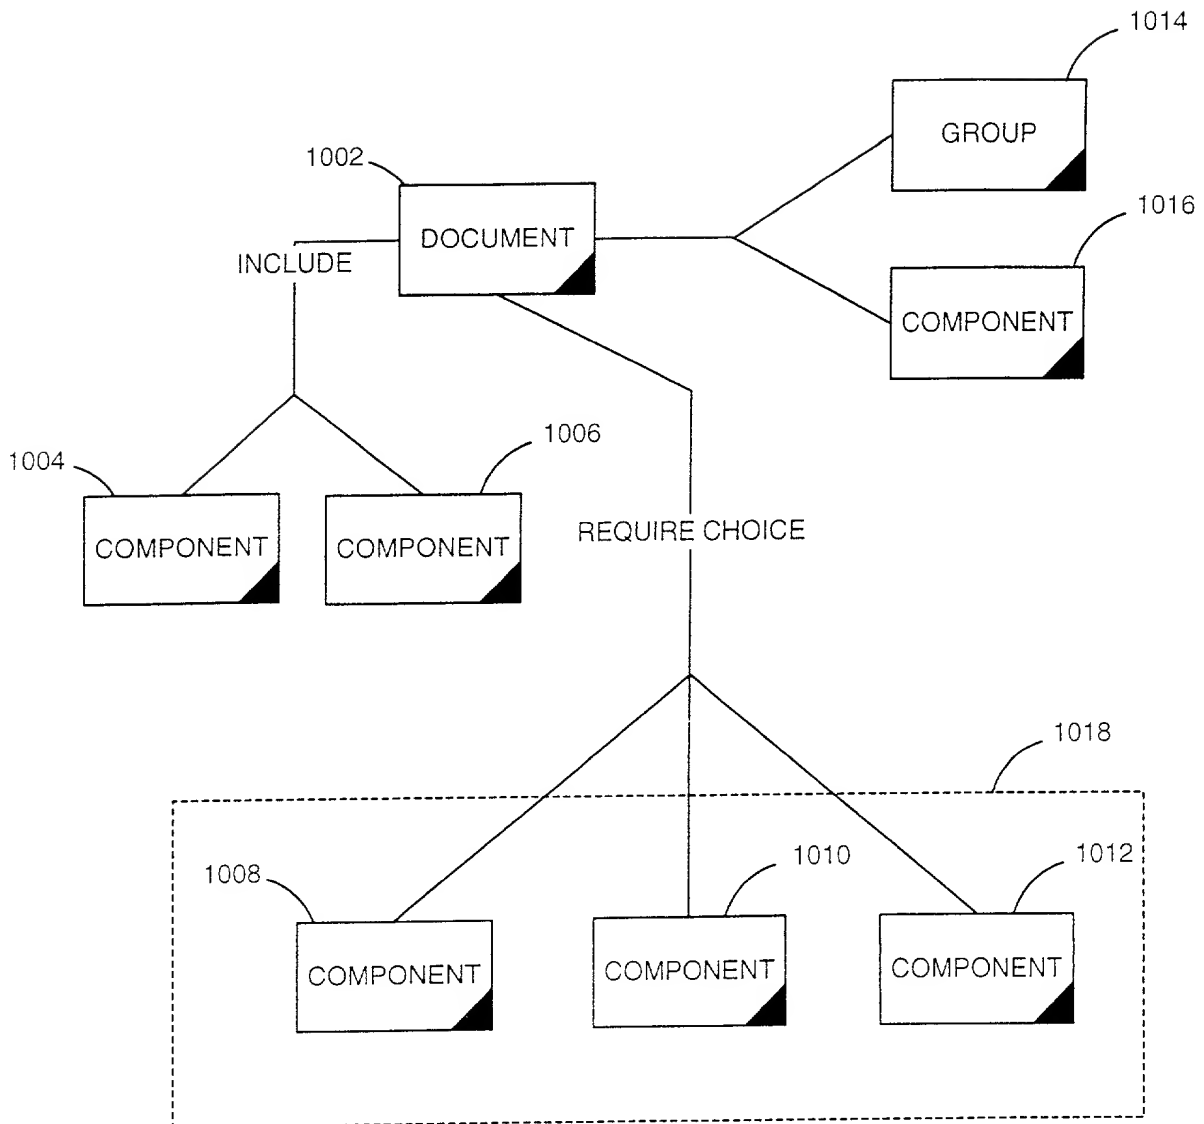 1014
GROUP
1002
DOCUMENT
1016
COMPONENT
INCLUDE
1004
COMPONENT
1006
COMPONENT
REQUIRE CHOICE
1018
1008
COMPONENT
1010
COMPONENT
1012
COMPONENT